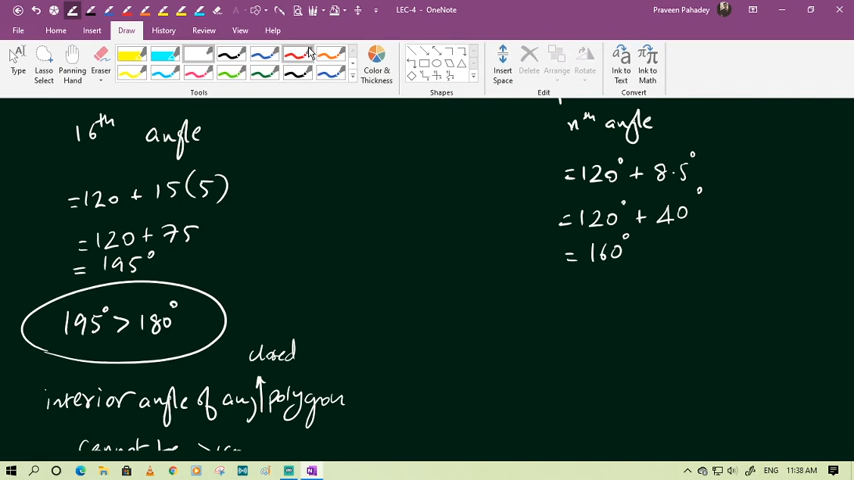 LEC-4 - OneNote
Praveen Pahadey
File Home Insert Draw History Review View Help
Type
Lasso Select
Panning Hand
Eraser
Color & Thickness
Insert Space
Delete
Arrange
Rotate
Ink to Text
Ink to Math
Tools
Shapes
Edit
Convert
16th angle
=120 + 15(5)
=120+75
= 195°
195° > 180°
closed
interior angle of any polygon
cannot be >180
nth angle
=120° + 8.5°
=120° + 40°
= 160°
ENG 11:38 AM